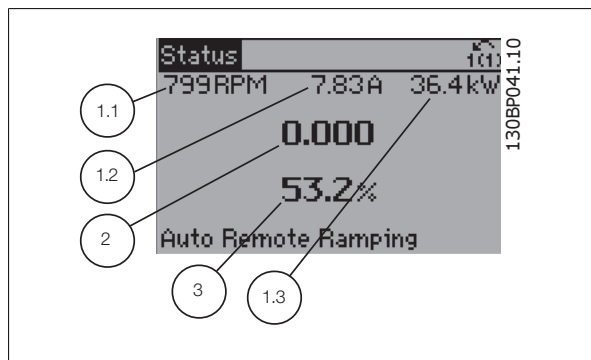 Status 1(1)
799RPM 7.83A 36.4kW
0.000
53.2%
Auto Remote Ramping
1.1
1.2
2
3
1.3
130BP041.10